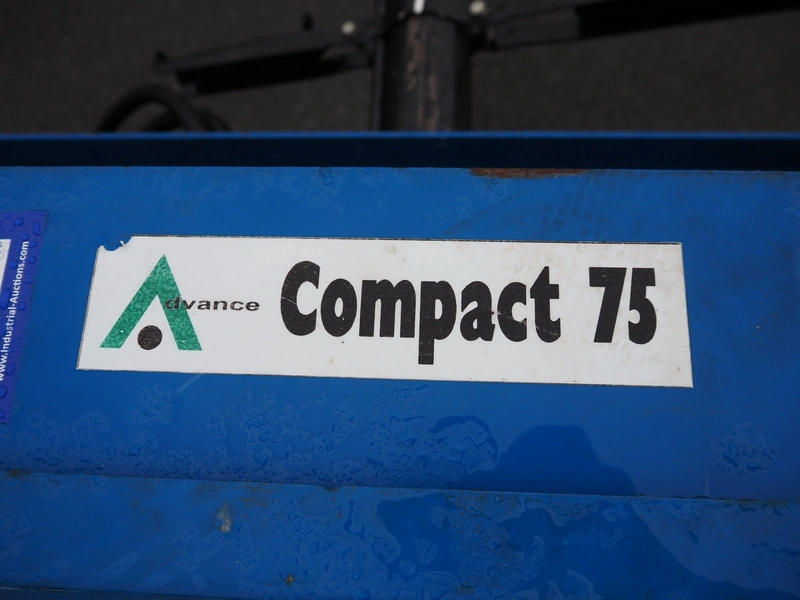 Advance Compact 75
www.Industrial-Auctions.com